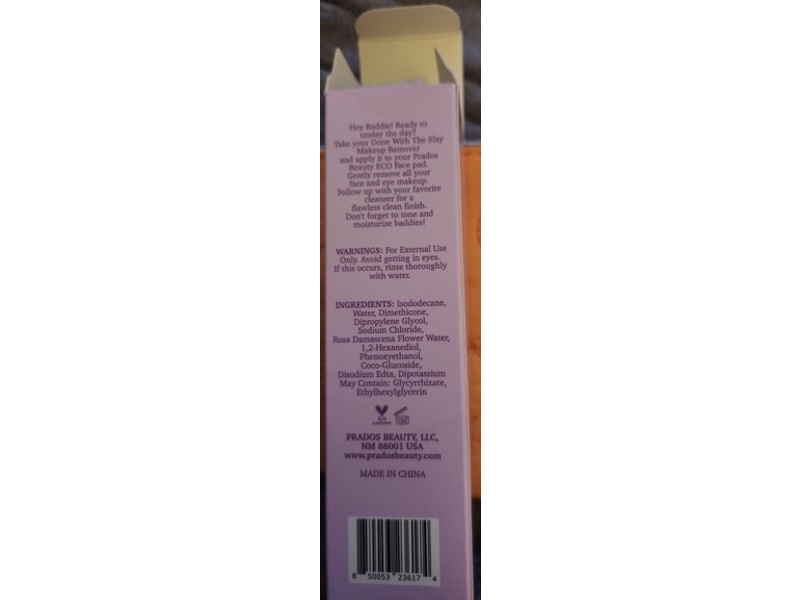 Hey Baddie! Ready to
unslay the day?
Take your Done With The Slay
Makeup Remover
and apply it to your Prados
Beauty ECO Face pad.
Gently remove all your
face and eye makeup.
Follow up with your favorite
cleanser for a
flawless clean finish.
Don't forget to tone and
moisturize baddies!
WARNINGS: For External Use
Only. Avoid getting in eyes.
If this occurs, rinse thoroughly
with water.
INGREDIENTS: Isododecane,
Water, Dimethicone,
Dipropylene Glycol,
Sodium Chloride,
Rosa Damascena Flower Water,
1,2-Hexanediol,
Phenoxyethanol,
Coco-Glucoside,
Disodium Edta, Dipotassium
May Contain: Glycyrrhizate,
Ethylhexylglycerin
PRADOS BEAUTY, LLC,
NM 88001 USA
www.pradosbeauty.com
MADE IN CHINA
8 50053 23617 4